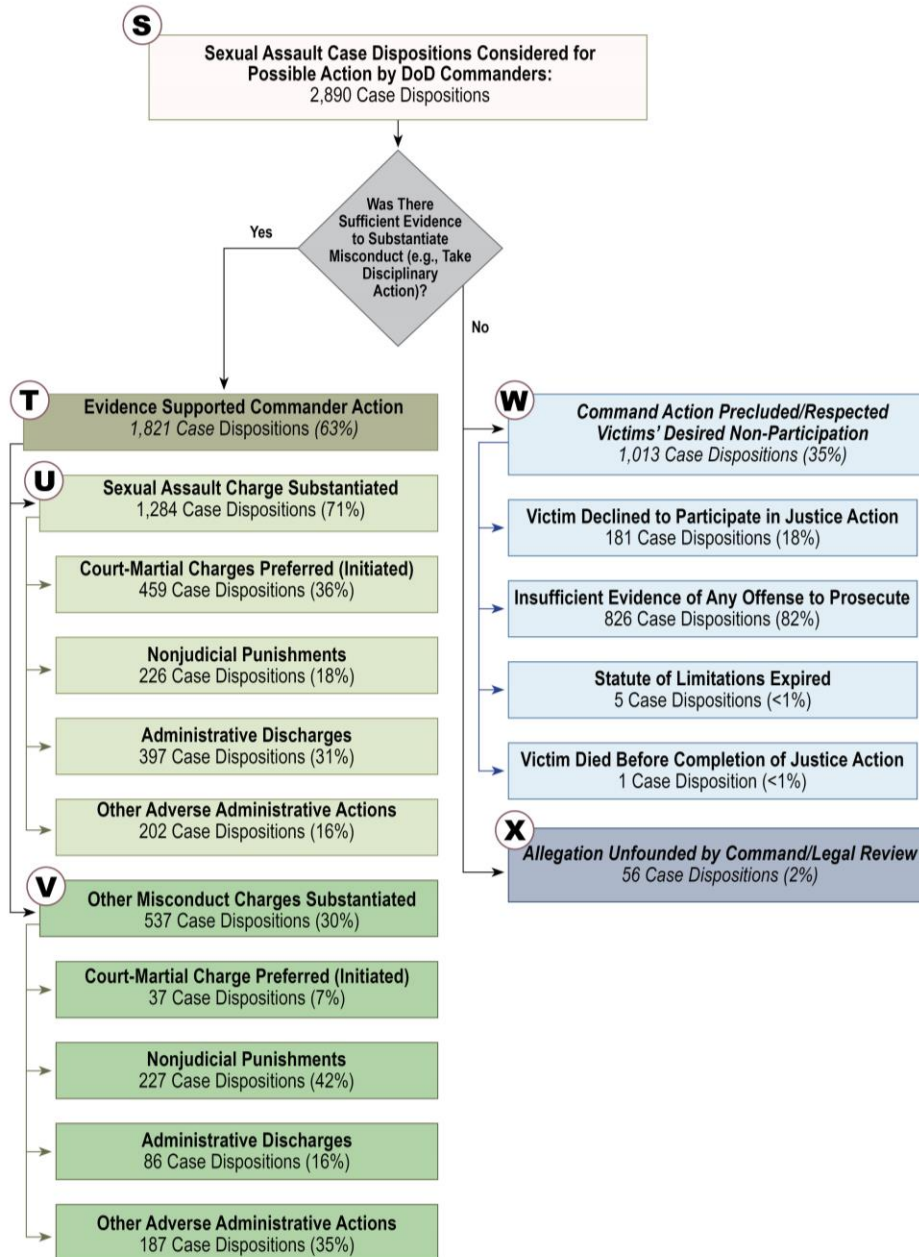 S
Sexual Assault Case Dispositions Considered for
Possible Action by DoD Commanders:
2,890 Case Dispositions
Was There
Sufficient Evidence
to Substantiate
Misconduct (e.g., Take
Disciplinary
Action)?
Yes
No
T
Evidence Supported Commander Action
1,821 Case Dispositions (63%)
U
Sexual Assault Charge Substantiated
1,284 Case Dispositions (71%)
Court-Martial Charges Preferred (Initiated)
459 Case Dispositions (36%)
Nonjudicial Punishments
226 Case Dispositions (18%)
Administrative Discharges
397 Case Dispositions (31%)
Other Adverse Administrative Actions
202 Case Dispositions (16%)
V
Other Misconduct Charges Substantiated
537 Case Dispositions (30%)
Court-Martial Charge Preferred (Initiated)
37 Case Dispositions (7%)
Nonjudicial Punishments
227 Case Dispositions (42%)
Administrative Discharges
86 Case Dispositions (16%)
Other Adverse Administrative Actions
187 Case Dispositions (35%)
W
Command Action Precluded/Respected
Victims' Desired Non-Participation
1,013 Case Dispositions (35%)
Victim Declined to Participate in Justice Action
181 Case Dispositions (18%)
Insufficient Evidence of Any Offense to Prosecute
826 Case Dispositions (82%)
Statute of Limitations Expired
5 Case Dispositions (<1%)
Victim Died Before Completion of Justice Action
1 Case Disposition (<1%)
X
Allegation Unfounded by Command/Legal Review
56 Case Dispositions (2%)